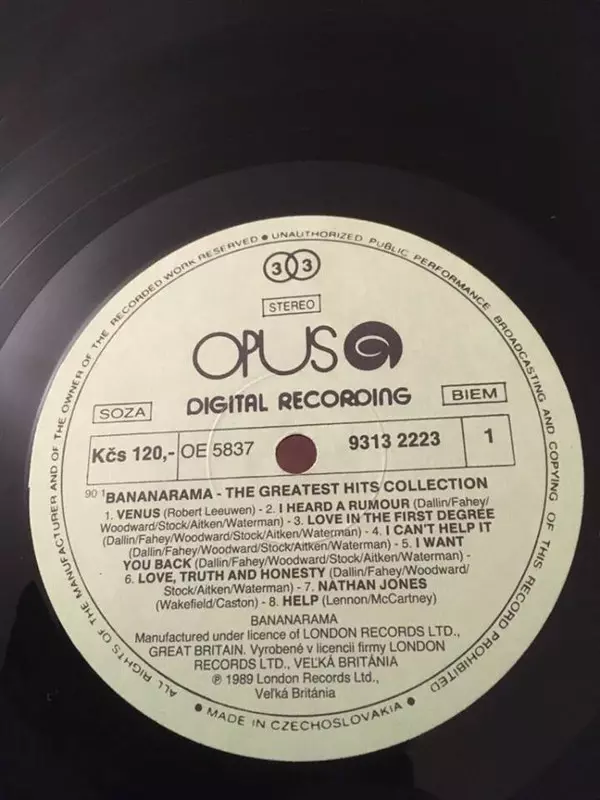 ALL RIGHTS OF THE MANUFACTURER AND OF THE OWNER OF THE RECORDED WORK RESERVED ● UNAUTHORIZED PUBLIC PERFORMANCE BROADCASTING AND COPYING OF THIS RECORD PROHIBITED
33
STEREO
OPUS
DIGITAL RECORDING
SOZA
BIEM
Kčs 120,- OE 5837 9313 2223 1
90 1 BANANARAMA - THE GREATEST HITS COLLECTION
1. VENUS (Robert Leeuwen) - 2. I HEARD A RUMOUR (Dallin/Fahey/
Woodward/Stock/Aitken/Waterman) - 3. LOVE IN THE FIRST DEGREE
(Dallin/Fahey/Woodward/Stock/Aitken/Waterman) - 4. I CAN'T HELP IT
(Dallin/Fahey/Woodward/Stock/Aitken/Waterman) - 5. I WANT
YOU BACK (Dallin/Fahey/Woodward/Stock/Aitken/Waterman) -
6. LOVE, TRUTH AND HONESTY (Dallin/Fahey/Woodward/
Stock/Aitken/Waterman) - 7. NATHAN JONES
(Wakefield/Caston) - 8. HELP (Lennon/McCartney)
BANANARAMA
Manufactured under licence of LONDON RECORDS LTD.,
GREAT BRITAIN. Vyrobené v licencii firmy LONDON
RECORDS LTD., VEĽKÁ BRITÁNIA
℗ 1989 London Records Ltd.,
Veľká Británia
● MADE IN CZECHOSLOVAKIA ●